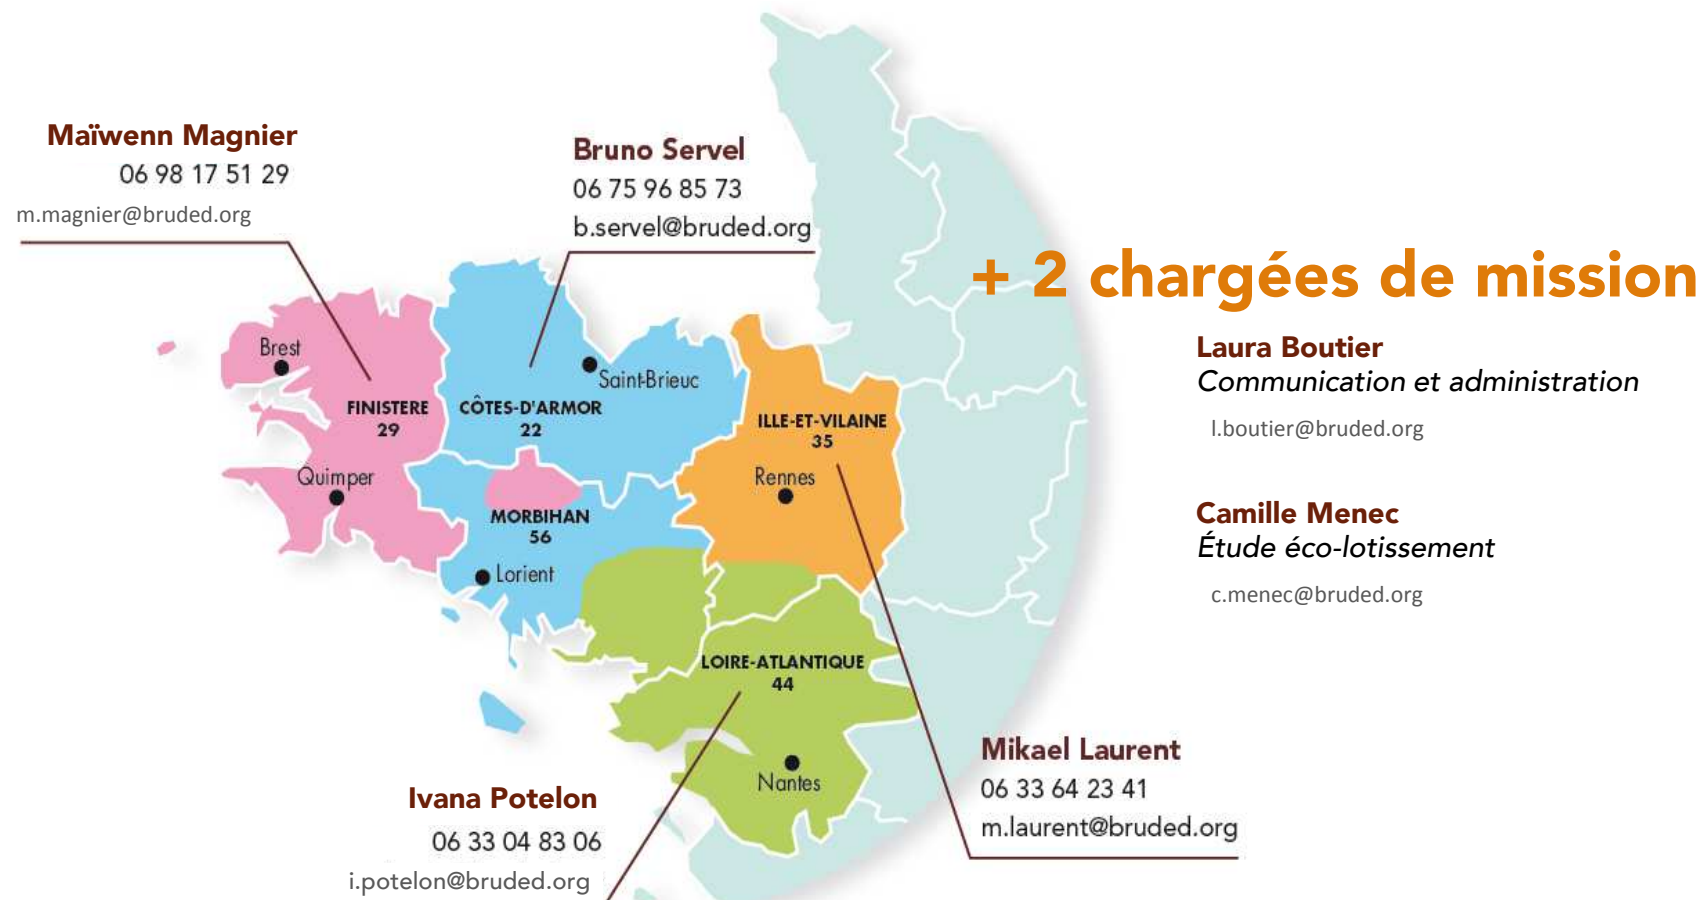 Maïwenn Magnier
06 98 17 51 29
m.magnier@bruded.org
Bruno Servel
06 75 96 85 73
b.servel@bruded.org
+ 2 chargées de mission
Laura Boutier
Communication et administration
l.boutier@bruded.org
Camille Menec
Étude éco-lotissement
c.menec@bruded.org
Brest
Saint-Brieuc
FINISTERE
29
CÔTES-D'ARMOR
22
ILLE-ET-VILAINE
35
Quimper
Rennes
MORBIHAN
56
Lorient
LOIRE-ATLANTIQUE
44
Nantes
Mikael Laurent
06 33 64 23 41
m.laurent@bruded.org
Ivana Potelon
06 33 04 83 06
i.potelon@bruded.org